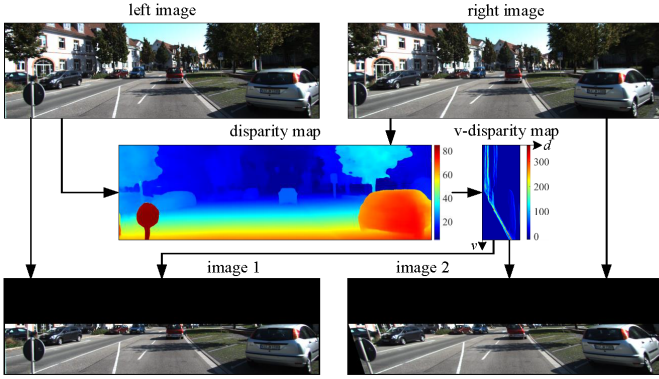 left image
right image
disparity map
v-disparity map
80
60
40
20
d
300
200
100
0
v
image 1
image 2